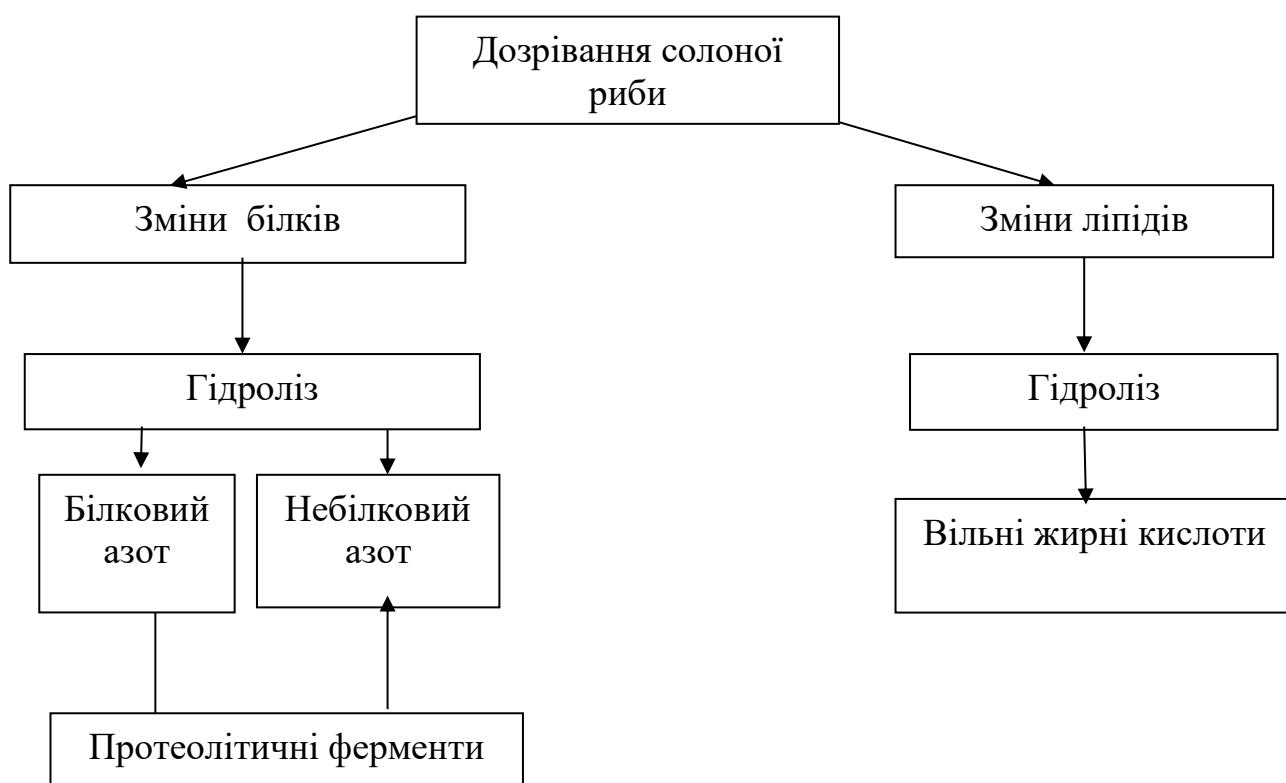 Дозрівання солоної
риби
Зміни білків
Зміни ліпідів
Гідроліз
Гідроліз
Білковий
азот
Небілковий
азот
Вільні жирні кислоти
Протеолітичні ферменти